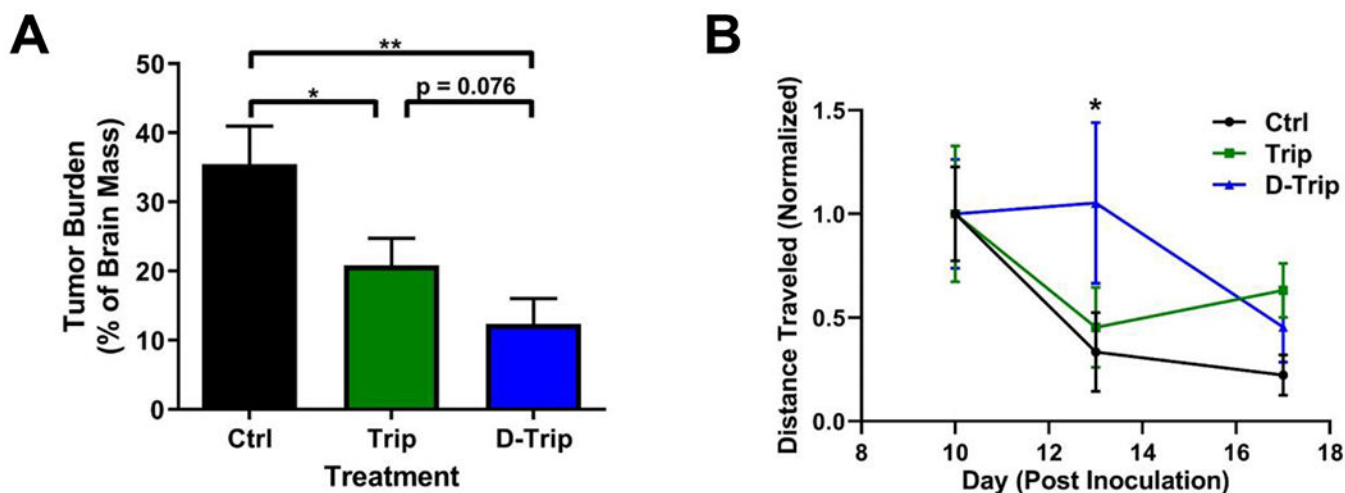 A
**
*
p = 0.076
50
40
30
20
10
0
Tumor Burden
(% of Brain Mass)
Ctrl
Trip
D-Trip
Treatment
B
*
1.5
1.0
0.5
0.0
Distance Traveled (Normalized)
Ctrl
Trip
D-Trip
8
10
12
14
16
18
Day (Post Inoculation)